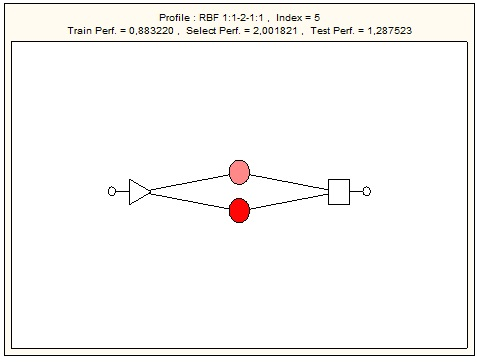 Profile : RBF 1:1-2-1:1 , Index = 5
Train Perf. = 0,883220 , Select Perf. = 2,001821 , Test Perf. = 1,287523